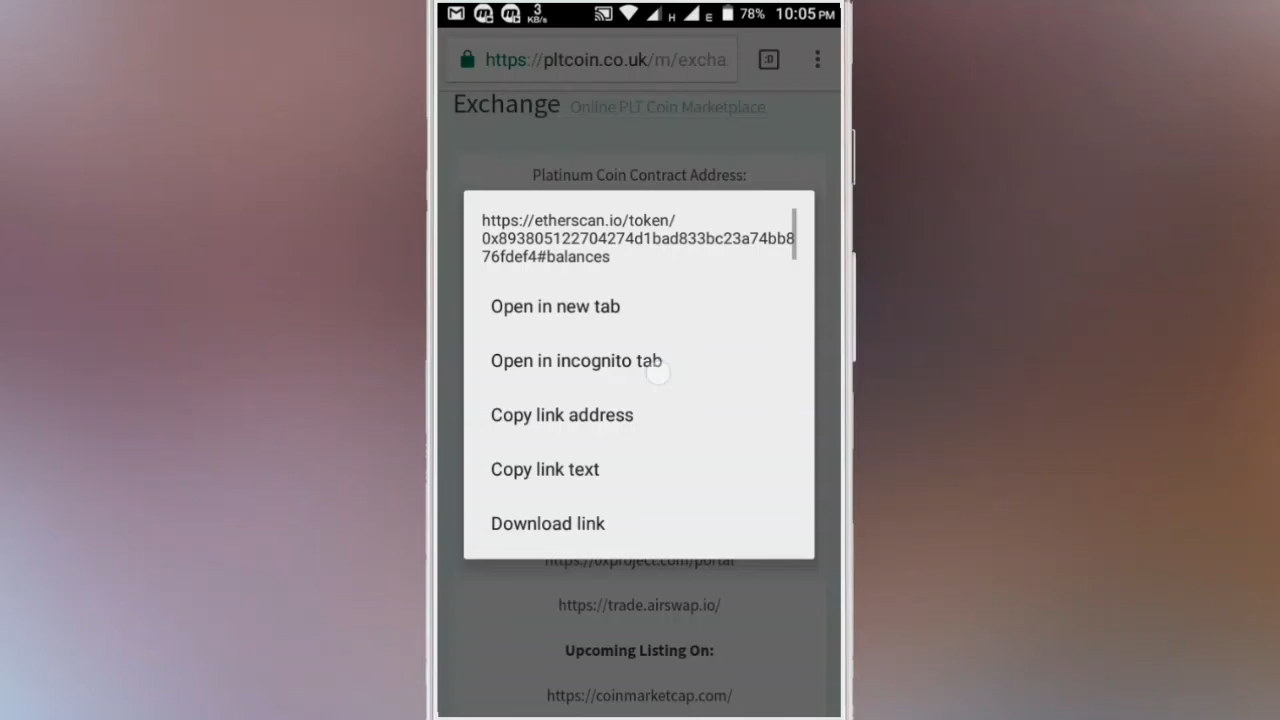 3
KB/s
H
E
78%
10:05 PM
https://pltcoin.co.uk/m/excha
:D
Exchange Online PLT Coin Marketplace
Platinum Coin Contract Address:
https://etherscan.io/token/
0x893805122704274d1bad833bc23a74bb8
76fdef4#balances
Open in new tab
Open in incognito tab
Copy link address
Copy link text
Download link
https://0xproject.com/portal
https://trade.airswap.io/
Upcoming Listing On:
https://coinmarketcap.com/